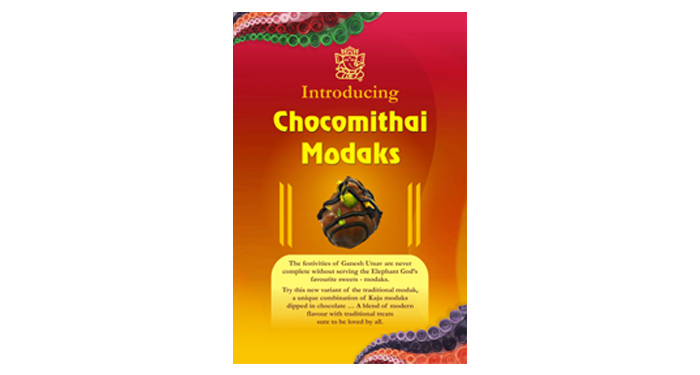 Introducing
Chocomithai
Modaks
The festivities of Ganesh Utsav are never
complete without serving the Elephant God's
favourite sweets - modaks.
Try this new variant of the traditional modak,
a unique combination of Kaju modaks
dipped in chocolate ... A blend of modern
flavour with traditional treats
sure to be loved by all.